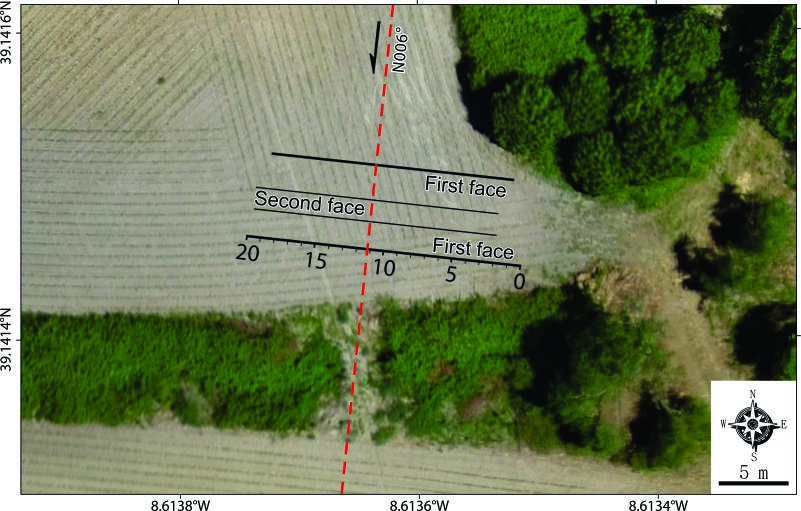 39.1416°N
N006°
First face
Second face
First face
20 15 10 5 0
39.1414°N
N
W E
S
5 m
8.6138°W 8.6136°W 8.6134°W